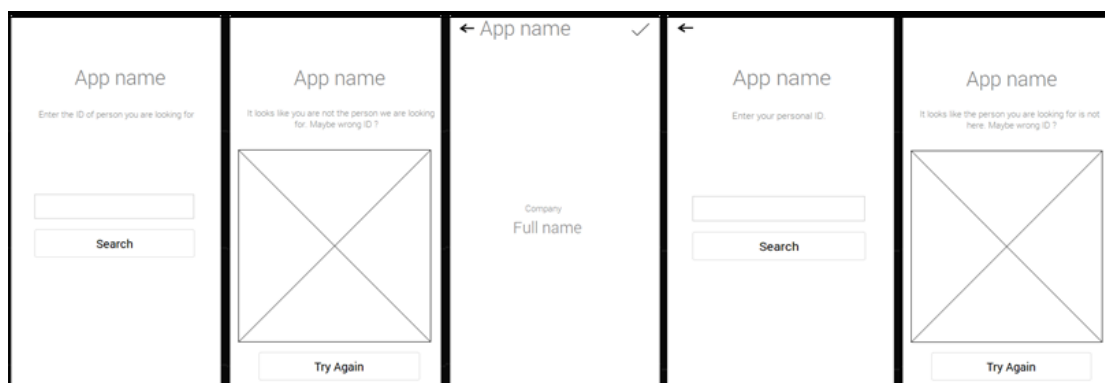 App name
Enter the ID of person you are looking for
Search
App name
It looks like you are not the person we are looking
for. Maybe wrong ID ?
Try Again
App name
Company
Full name
App name
Enter your personal ID.
Search
App name
It looks like the person you are looking for is not
here. Maybe wrong ID ?
Try Again